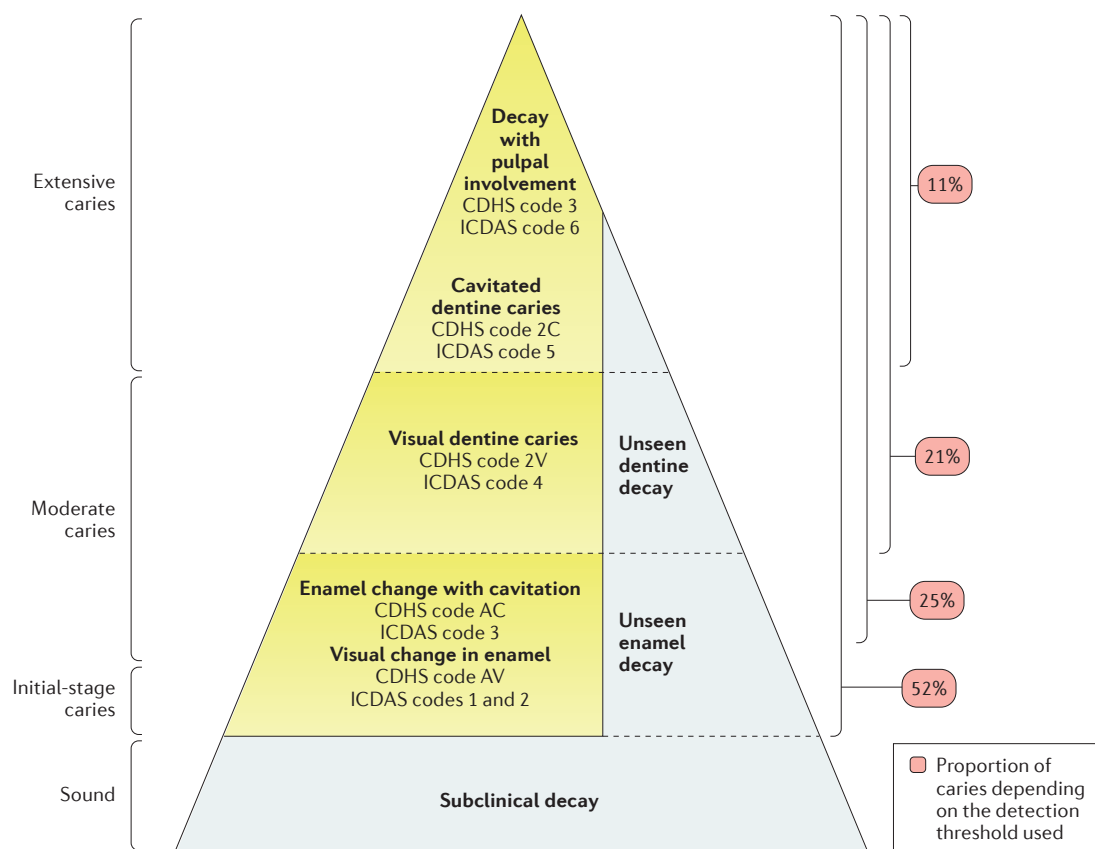 Extensive
caries
Moderate
caries
Initial-stage
caries
Sound
Decay
with
pulpal
involvement
CDHS code 3
ICDAS code 6
Cavitated
dentine caries
CDHS code 2C
ICDAS code 5
Visual dentine caries
CDHS code 2V
ICDAS code 4
Unseen
dentine
decay
Enamel change with cavitation
CDHS code AC
ICDAS code 3
Visual change in enamel
CDHS code AV
ICDAS codes 1 and 2
Unseen
enamel
decay
Subclinical decay
11%
21%
25%
52%
Proportion of
caries depending
on the detection
threshold used